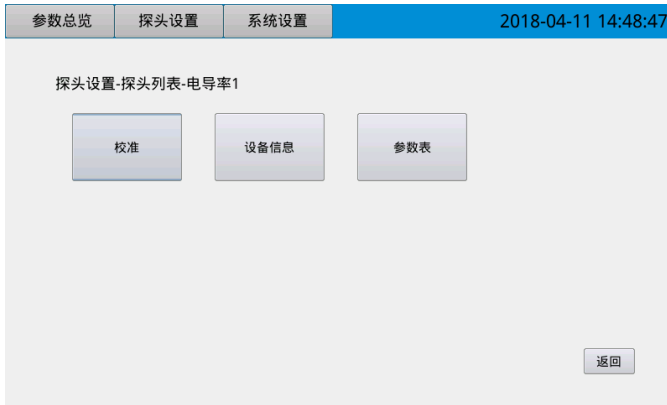 参数总览 探头设置 系统设置 2018-04-11 14:48:47
探头设置-探头列表-电导率1
校准 设备信息 参数表
返回